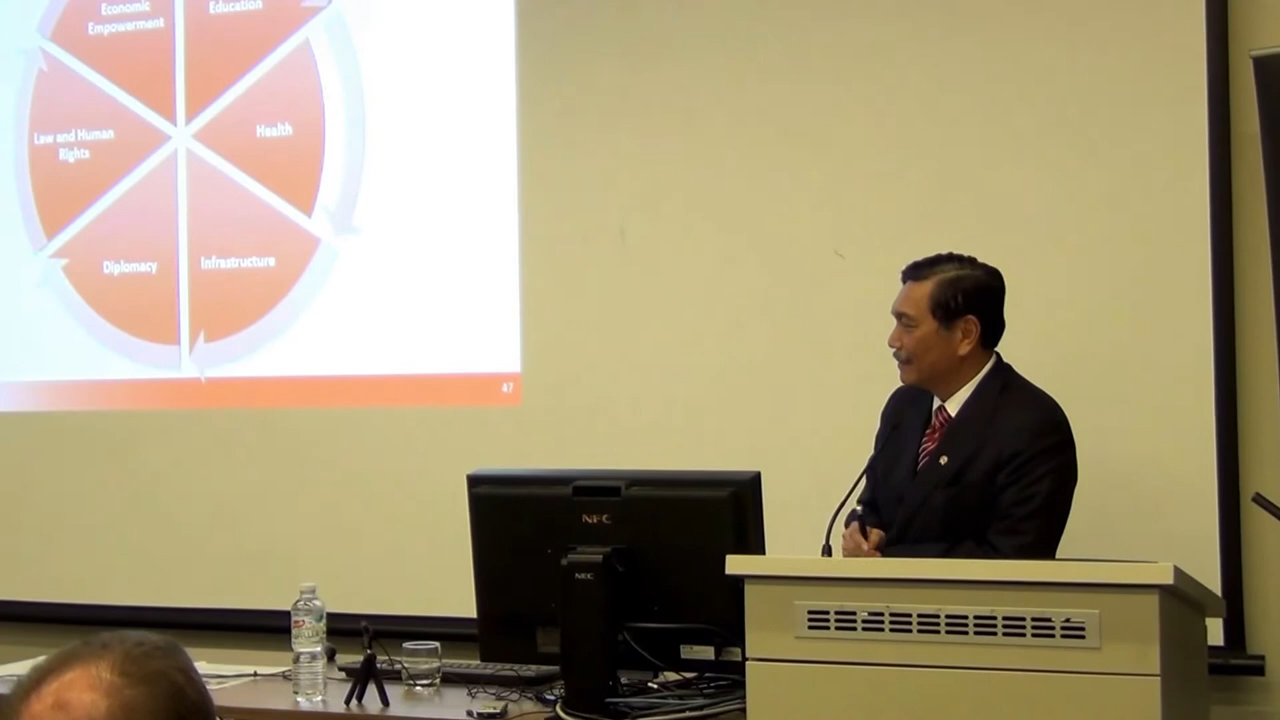 Economic
Empowerment
Education
Law and Human
Rights
Health
Diplomacy
Infrastructure
47
NEC
NEC